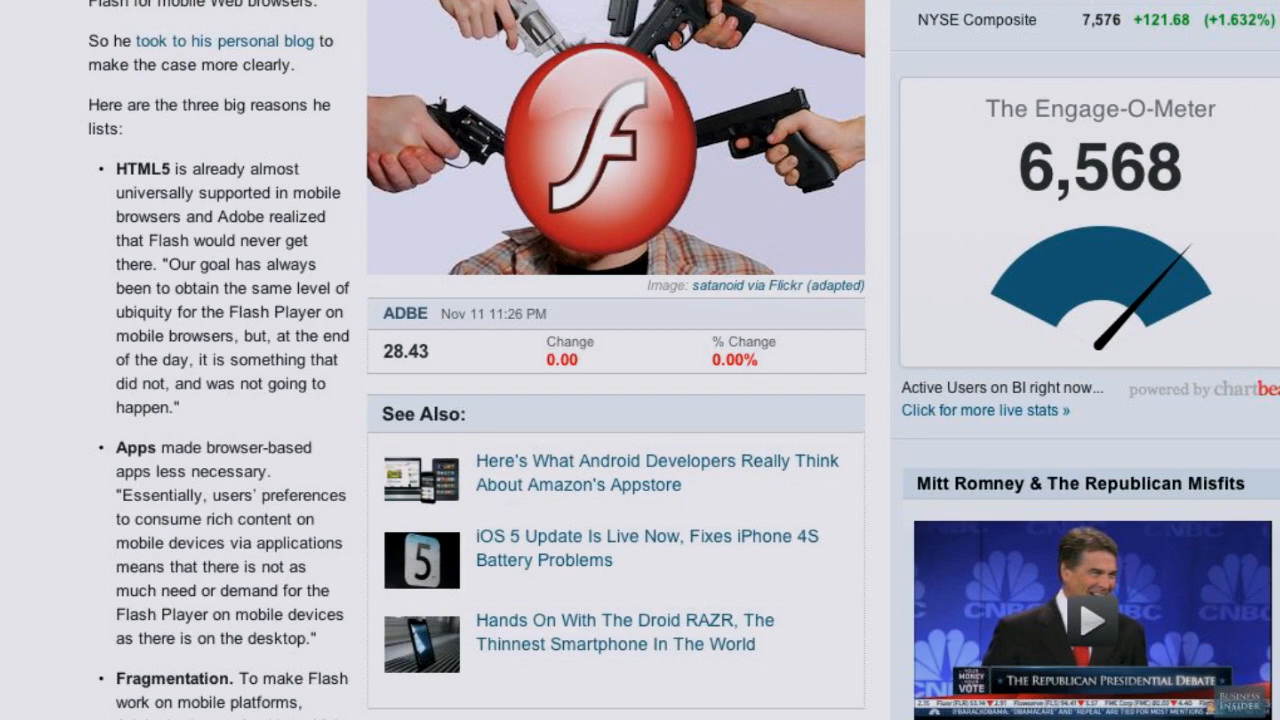 Flash for mobile Web browsers.
So he took to his personal blog to
make the case more clearly.
Here are the three big reasons he
lists:
• HTML5 is already almost
universally supported in mobile
browsers and Adobe realized
that Flash would never get
there. "Our goal has always
been to obtain the same level of
ubiquity for the Flash Player on
mobile browsers, but, at the end
of the day, it is something that
did not, and was not going to
happen."
• Apps made browser-based
apps less necessary.
"Essentially, users' preferences
to consume rich content on
mobile devices via applications
means that there is not as
much need or demand for the
Flash Player on mobile devices
as there is on the desktop."
• Fragmentation. To make Flash
work on mobile platforms,
Image: satanoid via Flickr (adapted)
ADBE Nov 11 11:26 PM
Change % Change
28.43 0.00 0.00%
See Also:
Here's What Android Developers Really Think
About Amazon's Appstore
5
iOS 5 Update Is Live Now, Fixes iPhone 4S
Battery Problems
Hands On With The Droid RAZR, The
Thinnest Smartphone In The World
NYSE Composite 7,576 +121.68 (+1.632%)
The Engage-O-Meter
6,568
Active Users on BI right now... powered by chartbea
Click for more live stats »
Mitt Romney & The Republican Misfits
CNBC CNBC
YOUR
MONEY
YOUR
VOTE
THE REPUBLICAN PRESIDENTIAL DEBATE
BUSINESS
INSIDER